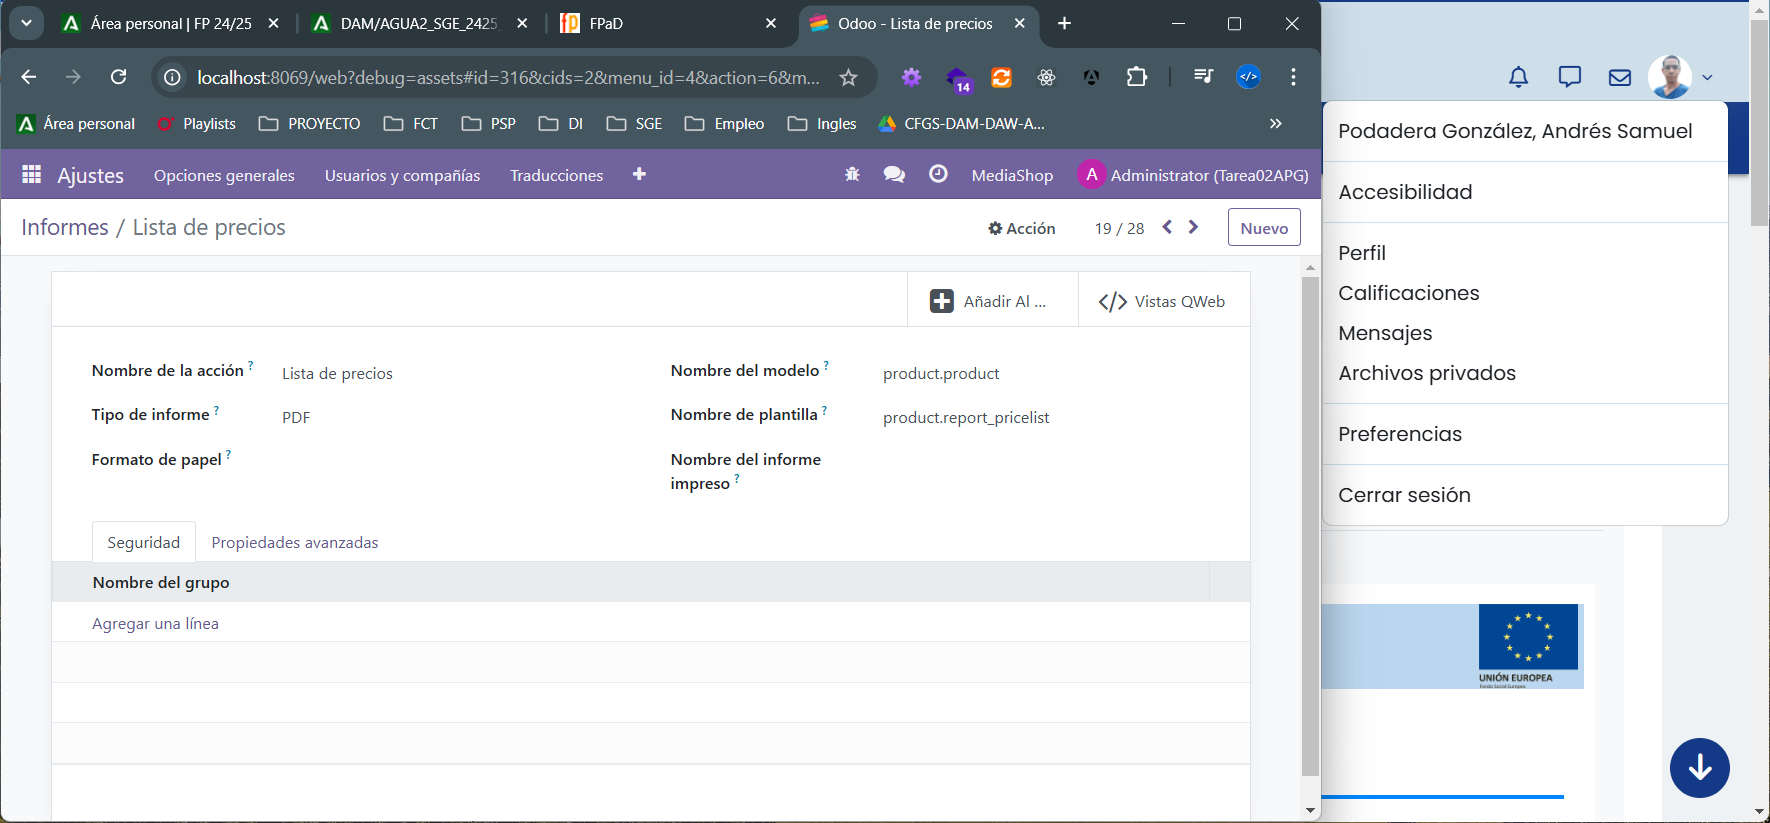 Área personal | FP 24/25
DAM/AGUA2_SGE_2425
FPaD
Odoo - Lista de precios
localhost:8069/web?debug=assets#id=316&cids=2&menu_id=4&action=6&m...
14
Área personal
Playlists
PROYECTO
FCT
PSP
DI
SGE
Empleo
Ingles
CFGS-DAM-DAW-A...
Ajustes
Opciones generales
Usuarios y compañías
Traducciones
MediaShop
A
Administrator (Tarea02APG)
Informes / Lista de precios
Acción
19 / 28
Nuevo
Añadir Al ...
</> Vistas QWeb
Nombre de la acción ?
Lista de precios
Nombre del modelo ?
product.product
Tipo de informe ?
PDF
Nombre de plantilla ?
product.report_pricelist
Formato de papel ?
Nombre del informe
impreso ?
Seguridad
Propiedades avanzadas
Nombre del grupo
Agregar una línea
Podadera González, Andrés Samuel
Accesibilidad
Perfil
Calificaciones
Mensajes
Archivos privados
Preferencias
Cerrar sesión
UNIÓN EUROPEA
Fondo Social Europeo